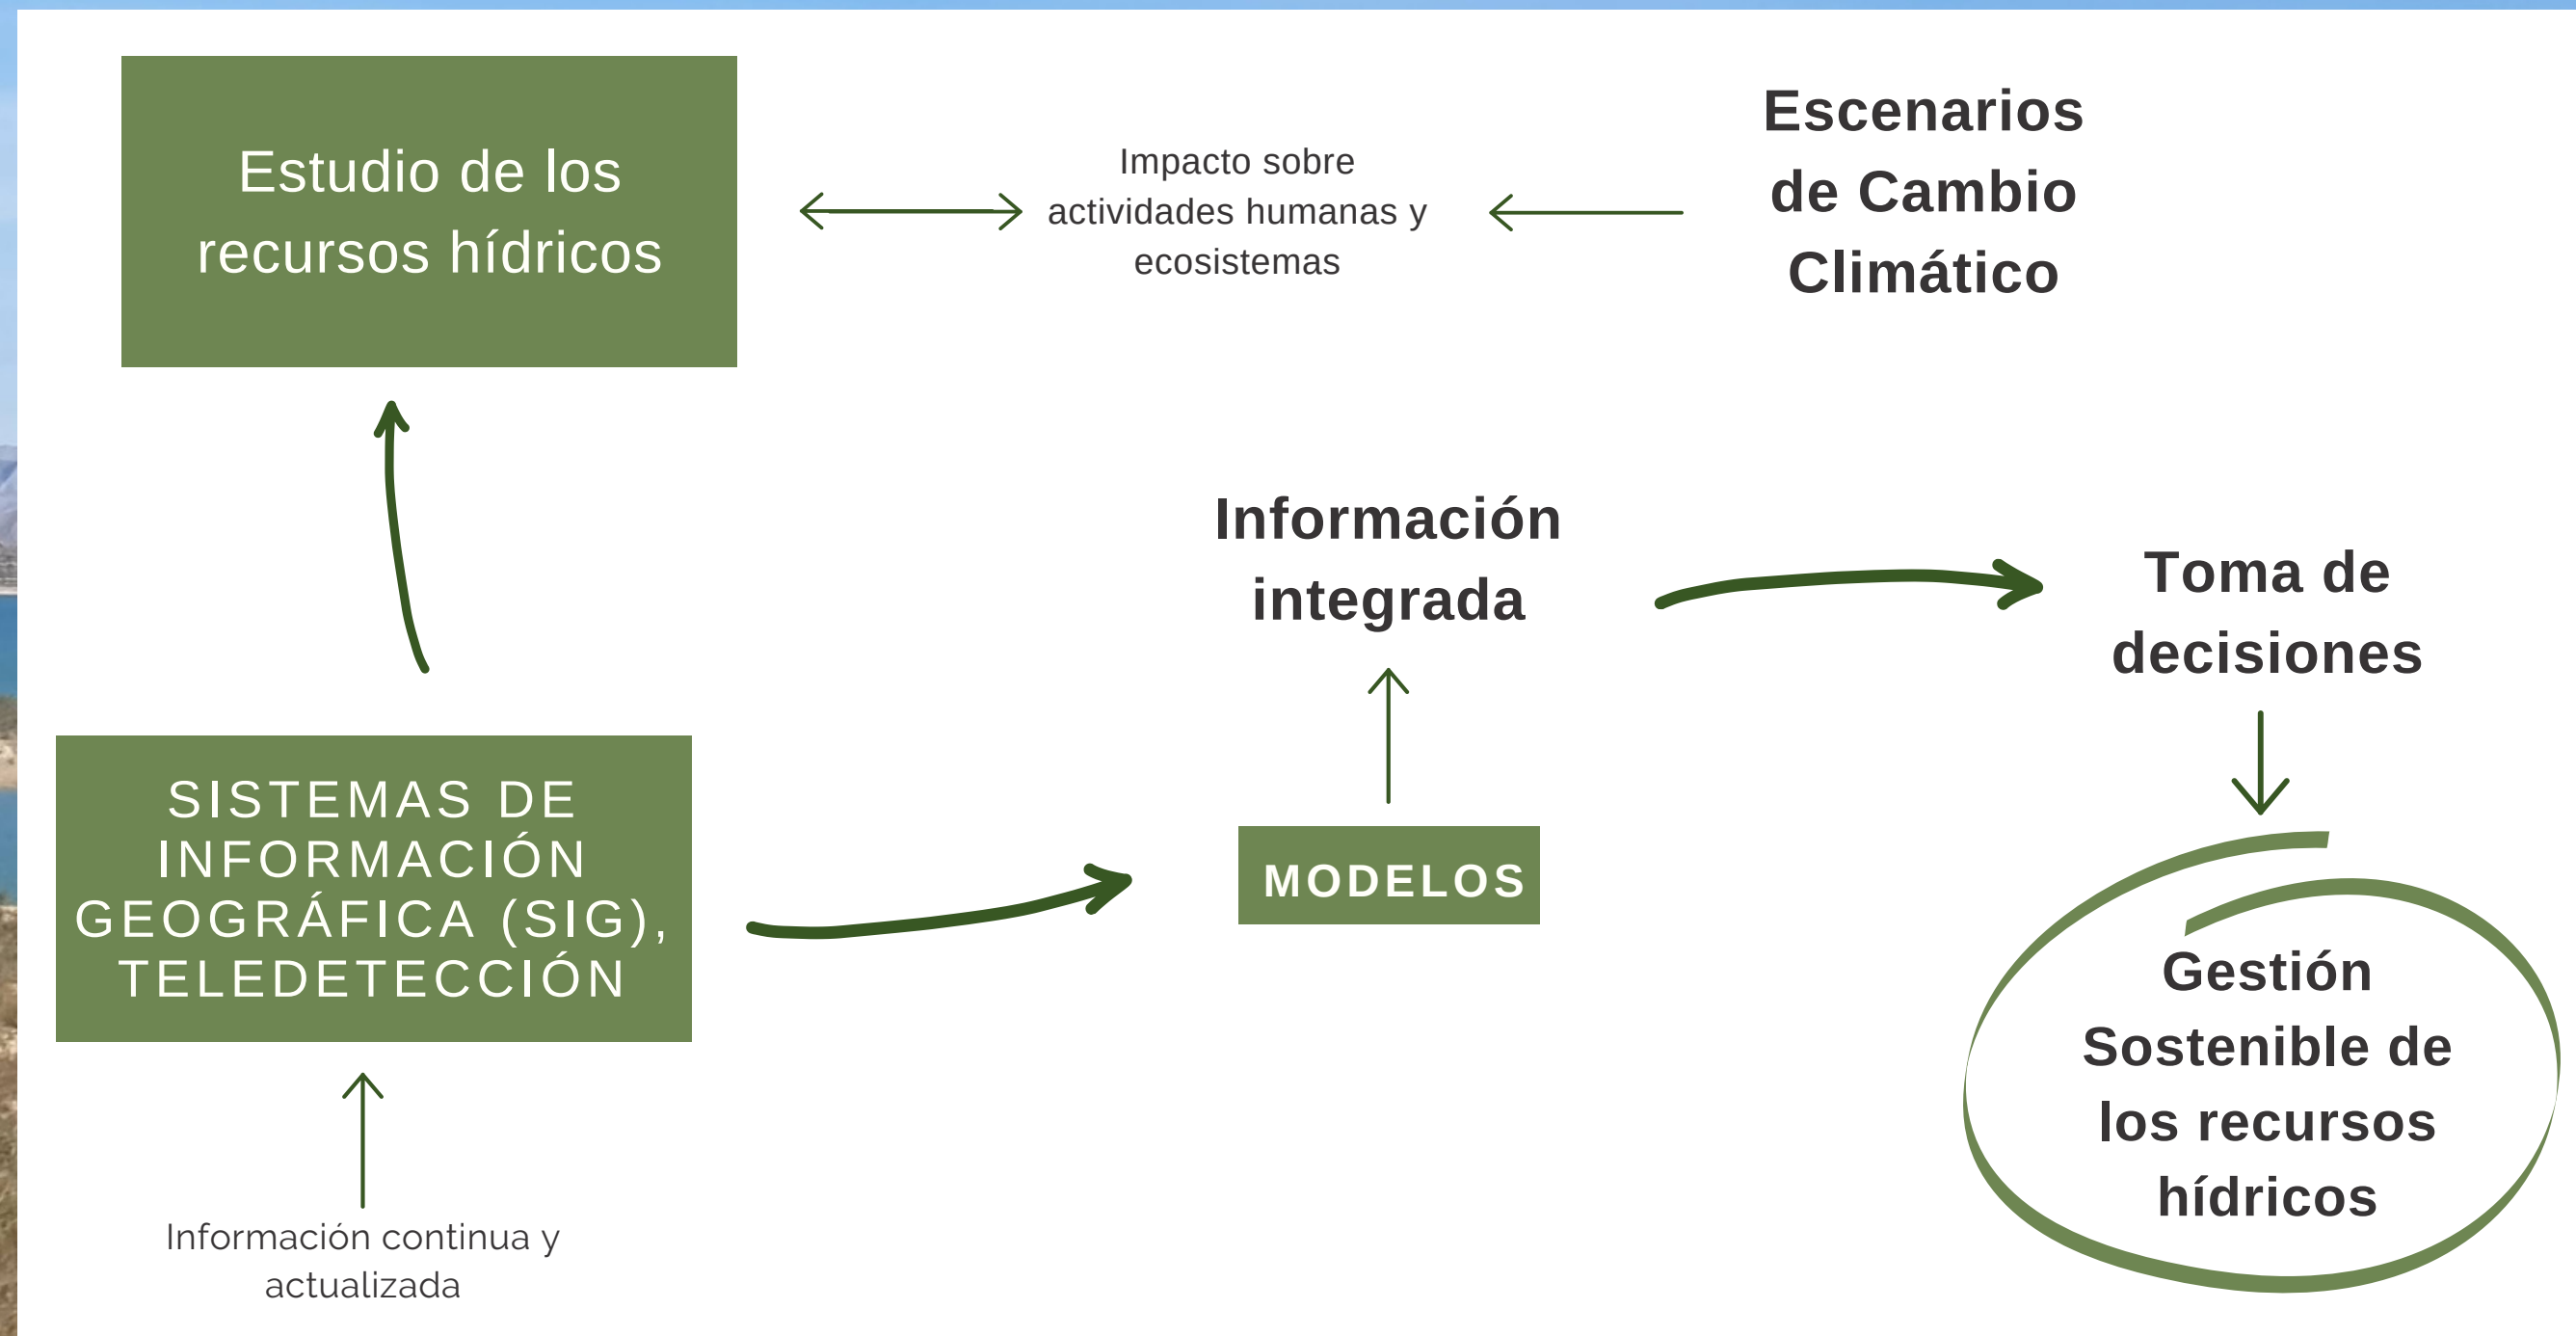 Estudio de los
recursos hídricos
Impacto sobre
actividades humanas y
ecosistemas
Escenarios
de Cambio
Climático
Información
integrada
Toma de
decisiones
SISTEMAS DE
INFORMACIÓN
GEOGRÁFICA (SIG),
TELEDETECCIÓN
MODELOS
Gestión
Sostenible de
los recursos
hídricos
Información continua y
actualizada